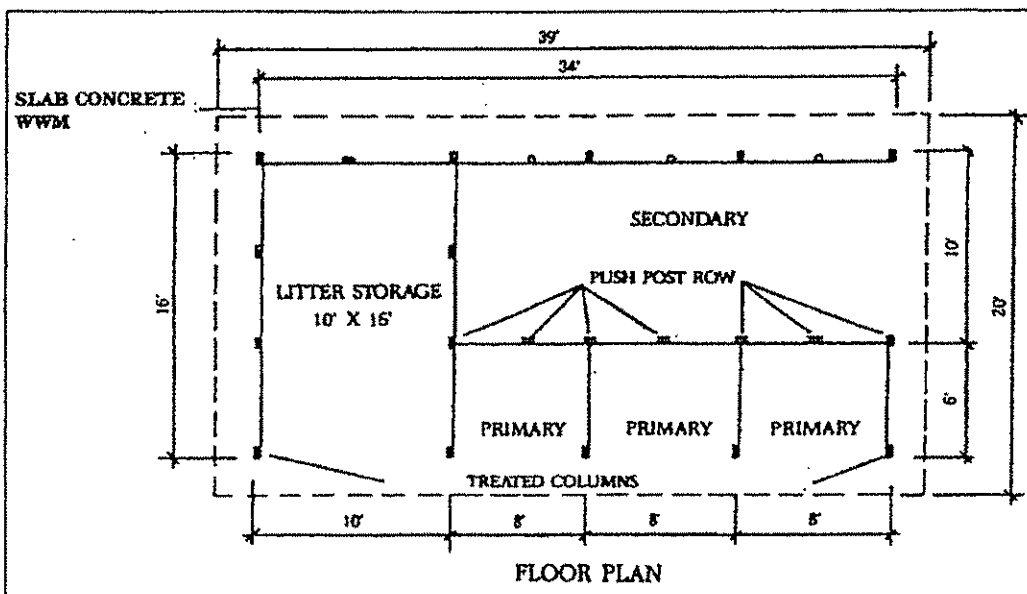 39'
34'
SLAB CONCRETE
WWM
SECONDARY
10'
PUSH POST ROW
LITTER STORAGE
10' X 16'
16'
20'
6'
PRIMARY PRIMARY PRIMARY
TREATED COLUMNS
10' 8' 8' 8'
FLOOR PLAN